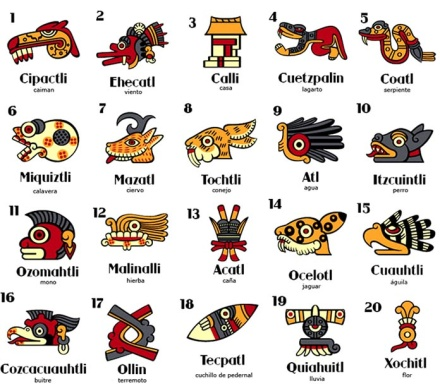 1
Cipactli
caiman
2
Ehecatl
viento
3
Calli
casa
4
Cuetzpalin
lagarto
5
Coatl
serpiente
6
Miquiztli
calavera
7
Mazatl
ciervo
8
Tochtli
conejo
9
Atl
agua
10
Itzcuintli
perro
11
Ozomahtli
mono
12
Malinalli
hierba
13
Acatl
caña
14
Ocelotl
jaguar
15
Cuauhtli
águila
16
Cozcacuauhtli
buitre
17
Ollin
terremoto
18
Tecpatl
cuchillo de pedernal
19
Quiahuitl
lluvia
20
Xochitl
flor